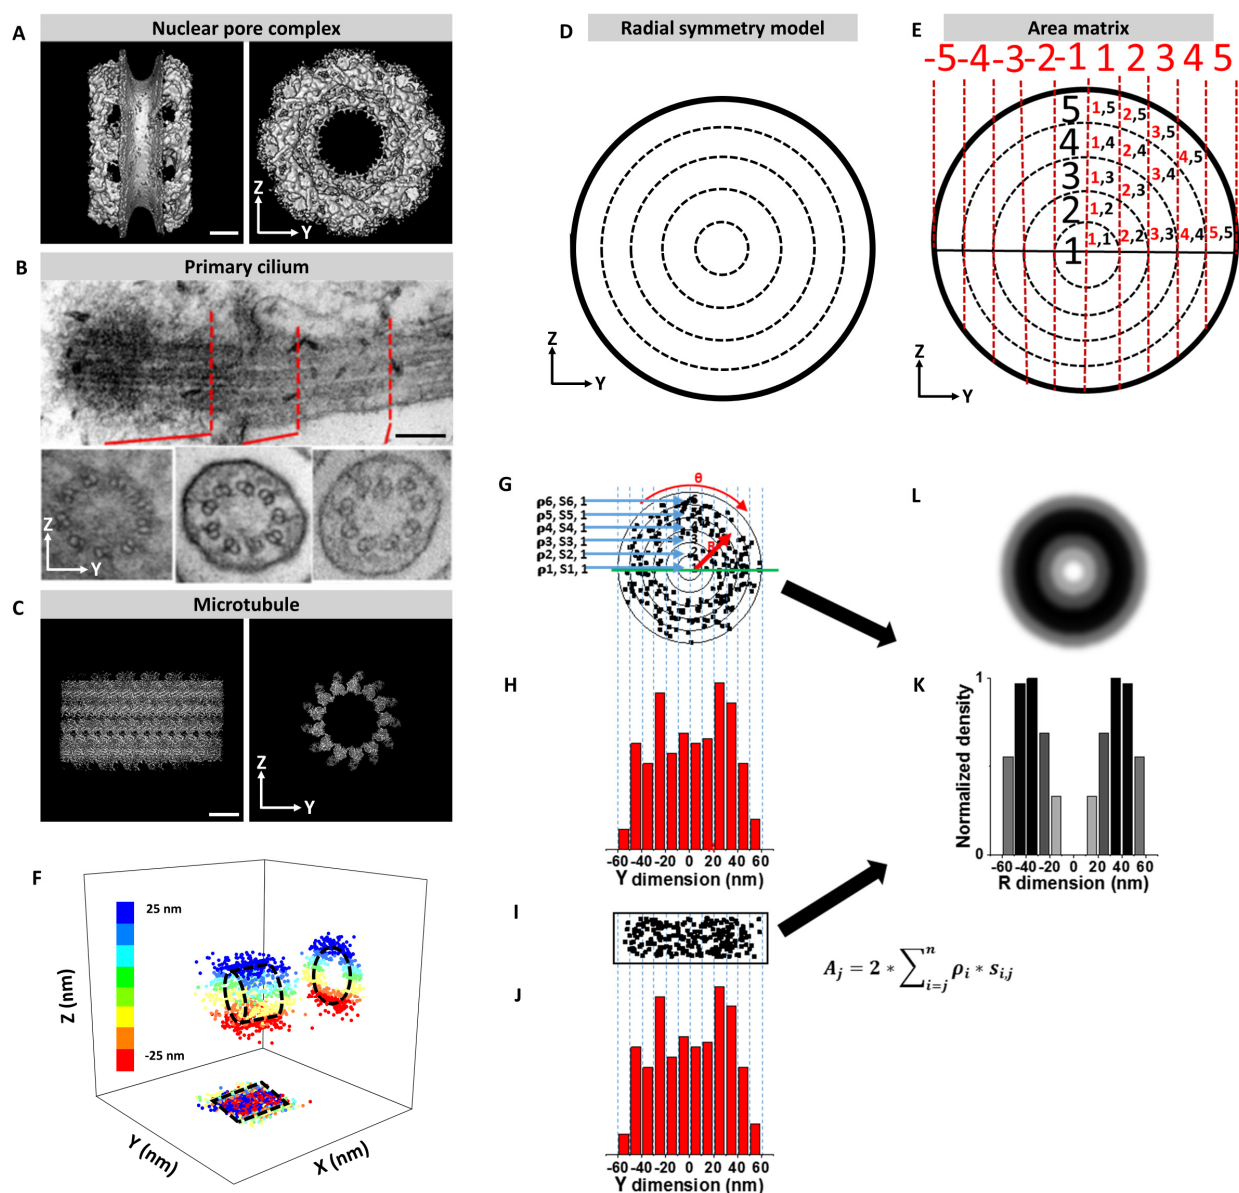 A
Nuclear pore complex
Z
Y
B
Primary cilium
Z
Y
C
Microtubule
Z
Y
D
Radial symmetry model
Z
Y
E
Area matrix
-5 -4 -3 -2 -1 1 2 3 4 5
5 1,5 2,5 3,5 4,5
4 1,4 2,4 3,4
3 1,3 2,3
2 1,2
1 1,1 2,2 3,3 4,4 5,5
Z
Y
F
25 nm
-25 nm
Z (nm)
Y (nm)
X (nm)
G
θ
ρ6, S6, 1
ρ5, S5, 1
ρ4, S4, 1
ρ3, S3, 1
ρ2, S2, 1
ρ1, S1, 1
3
2
R
H
-60 -40 -20 0 20 40 60
Y dimension (nm)
I
J
-60 -40 -20 0 20 40 60
Y dimension (nm)
L
K
Normalized density
1
0
-40 -20 0 20 40
R dimension (nm)
A_j = 2 * ∑_{i=j}^{n} ρ_i * s_{i,j}